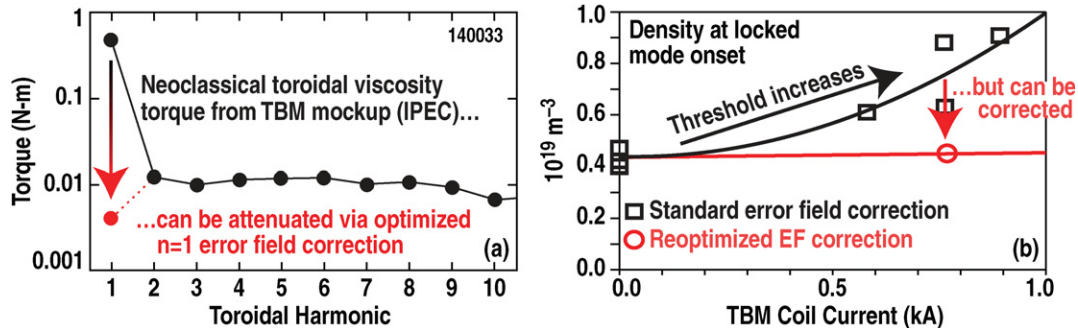 140033
1
0.1
0.01
0.001
Torque (N-m)
Neoclassical toroidal viscosity
torque from TBM mockup (IPEC)...
...can be attenuated via optimized
n=1 error field correction
(a)
1 2 3 4 5 6 7 8 9 10
Toroidal Harmonic
1.0
0.8
0.6
0.4
0.2
0.0
10¹⁹ m⁻³
Density at locked
mode onset
Threshold increases
...but can be
corrected
Standard error field correction
Reoptimized EF correction
(b)
0.0 0.5 1.0
TBM Coil Current (kA)